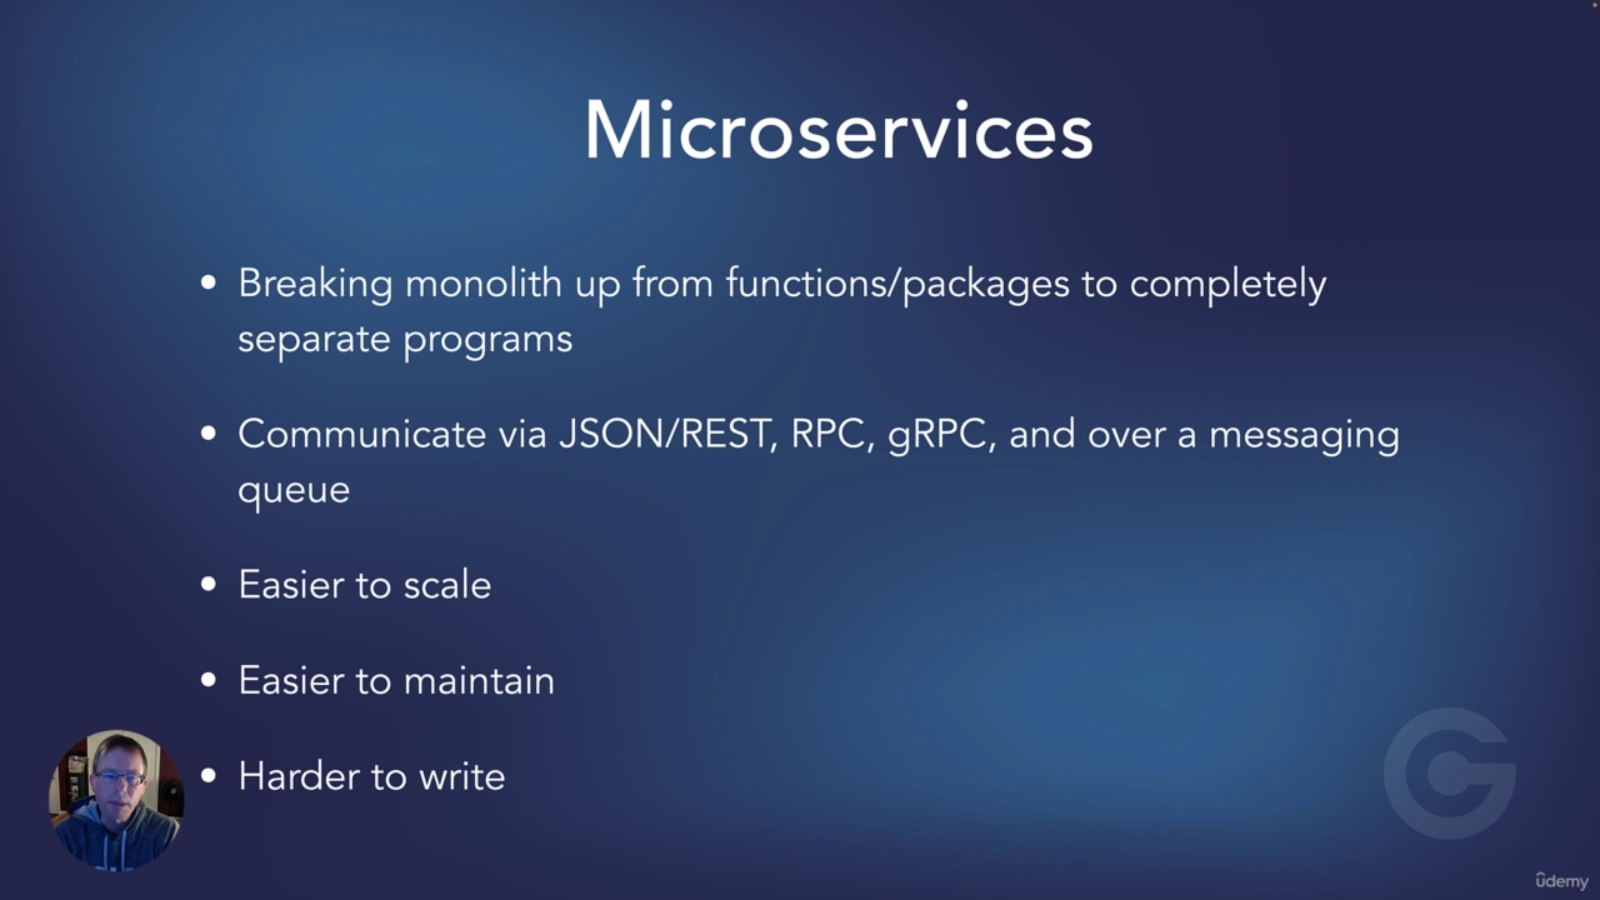 Microservices
• Breaking monolith up from functions/packages to completely
separate programs
• Communicate via JSON/REST, RPC, gRPC, and over a messaging
queue
• Easier to scale
• Easier to maintain
• Harder to write
ûdemy